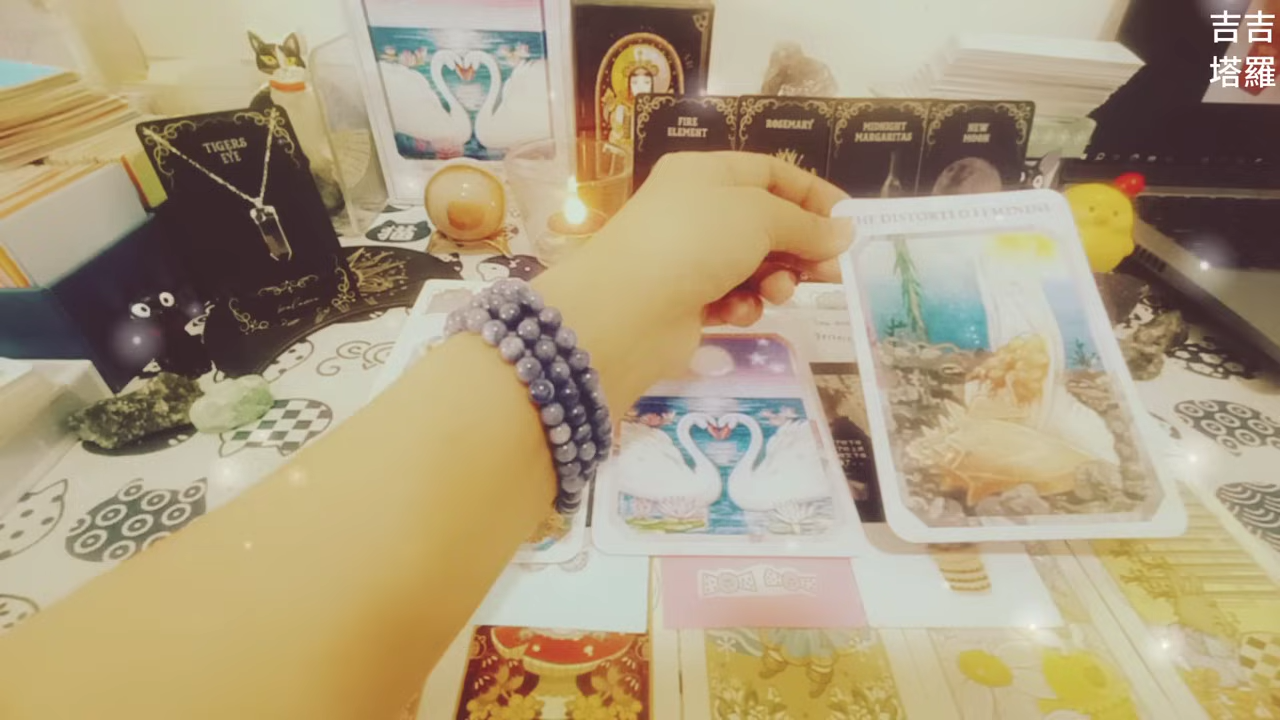 吉吉
塔羅
TIGERS
EYE
FIRE
ELEMENT
ROSEMARY
MIDNIGHT
MARGARITAS
NEW
MOON
THE DISTORTED FEMININE